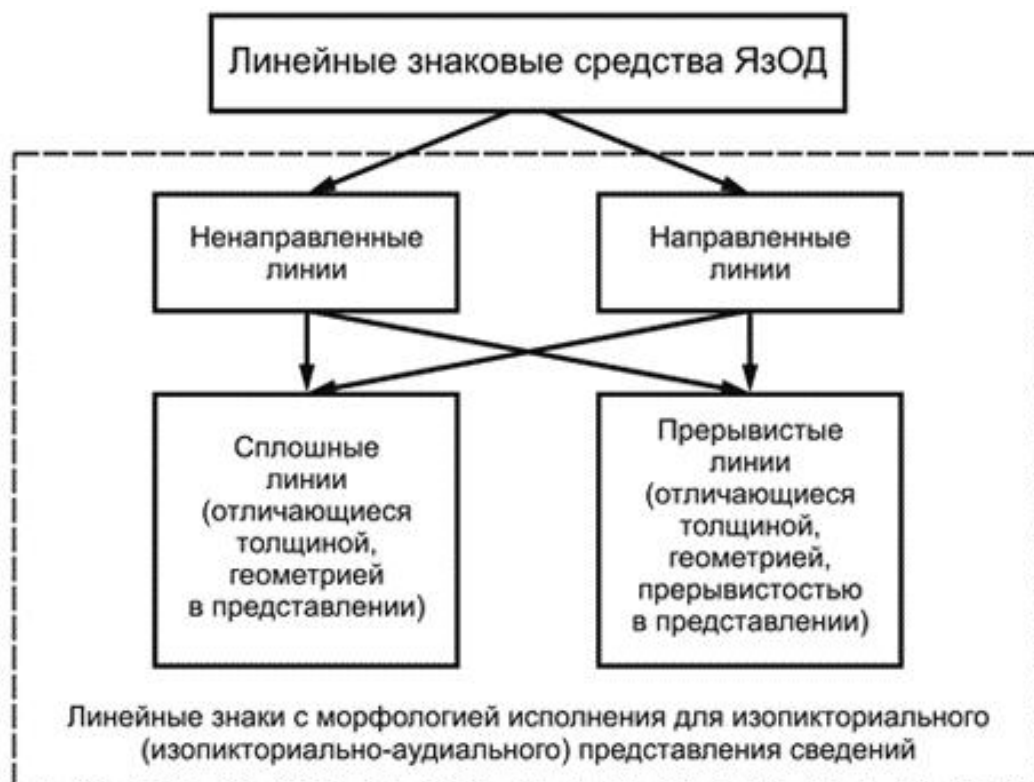 Линейные знаковые средства ЯзОД
Ненаправленные
линии
Направленные
линии
Сплошные
линии
(отличающиеся
толщиной,
геометрией
в представлении)
Прерывистые
линии
(отличающиеся
толщиной,
геометрией,
прерывистостью
в представлении)
Линейные знаки с морфологией исполнения для изопикториального
(изопикториально-аудиального) представления сведений